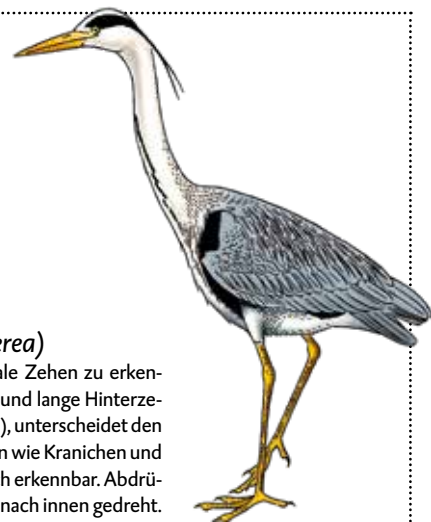 erea)
ale Zehen zu erken-
und lange Hinterze-
), unterscheidet den
n wie Kranichen und
h erkennbar. Abdrü-
nach innen gedreht.